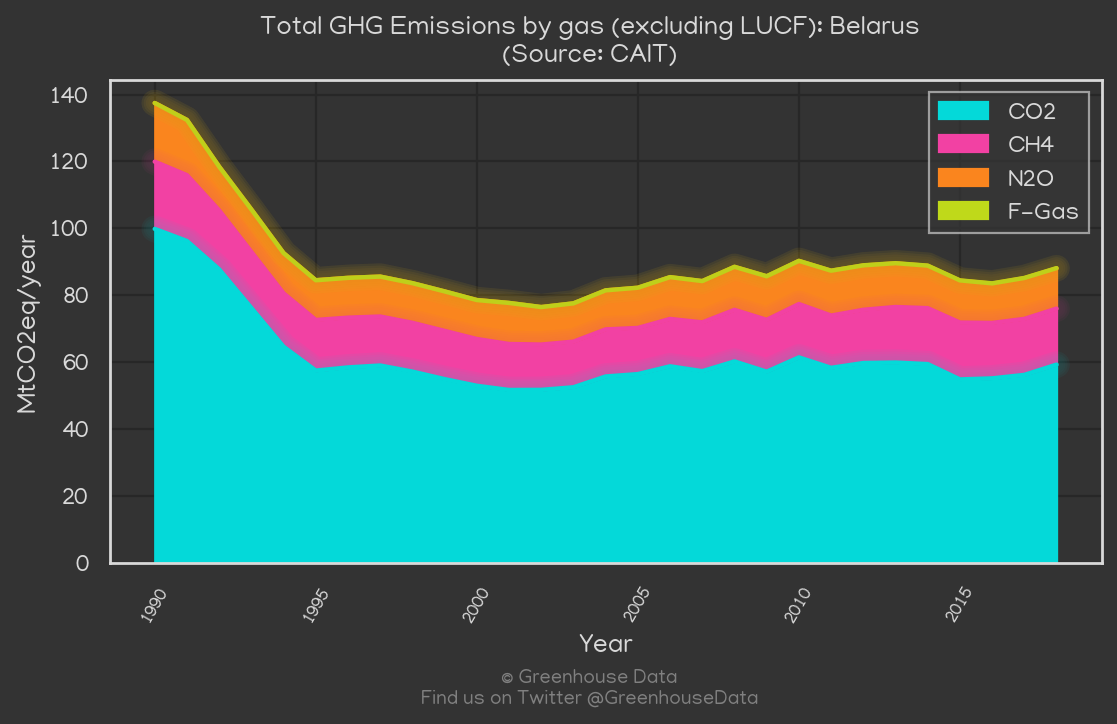 Total GHG Emissions by gas (excluding LUCF): Belarus
(Source: CAIT)
MtCO2eq/year
140
120
100
80
60
40
20
0
CO2
CH4
N2O
F-Gas
1990
1995
2000
2005
2010
2015
Year
© Greenhouse Data
Find us on Twitter @GreenhouseData